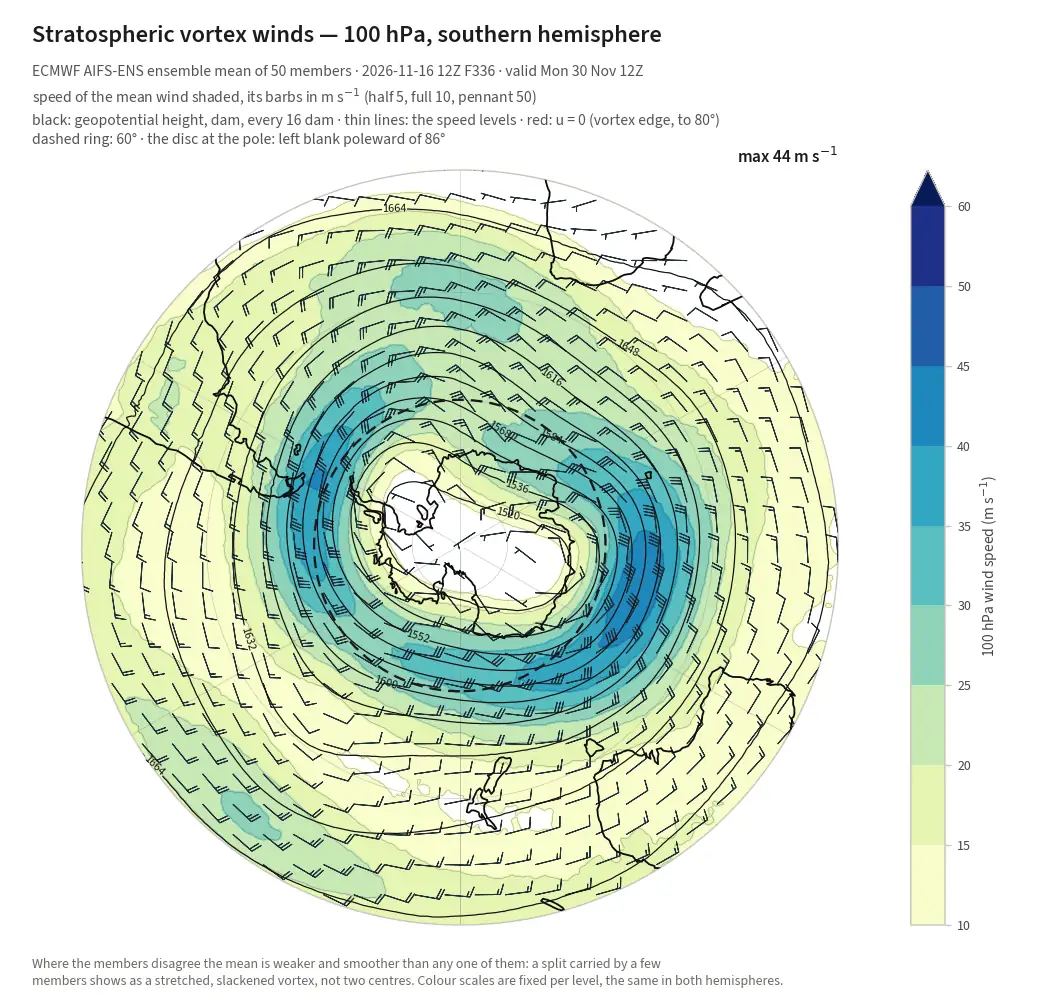 Stratospheric vortex winds — 100 hPa, southern hemisphere
ECMWF AIFS-ENS ensemble mean of 50 members · 2026-11-16 12Z F336 · valid Mon 30 Nov 12Z
speed of the mean wind shaded, its barbs in m s⁻¹ (half 5, full 10, pennant 50)
black: geopotential height, dam, every 16 dam · thin lines: the speed levels · red: u = 0 (vortex edge, to 80°)
dashed ring: 60° · the disc at the pole: left blank poleward of 86°
max 44 m s⁻¹
1664
1648
1616
1568
1584
1536
1520
1552
1632
1600
1664
60
50
45
40
35
30
25
20
15
10
100 hPa wind speed (m s⁻¹)
Where the members disagree the mean is weaker and smoother than any one of them: a split carried by a few
members shows as a stretched, slackened vortex, not two centres. Colour scales are fixed per level, the same in both hemispheres.